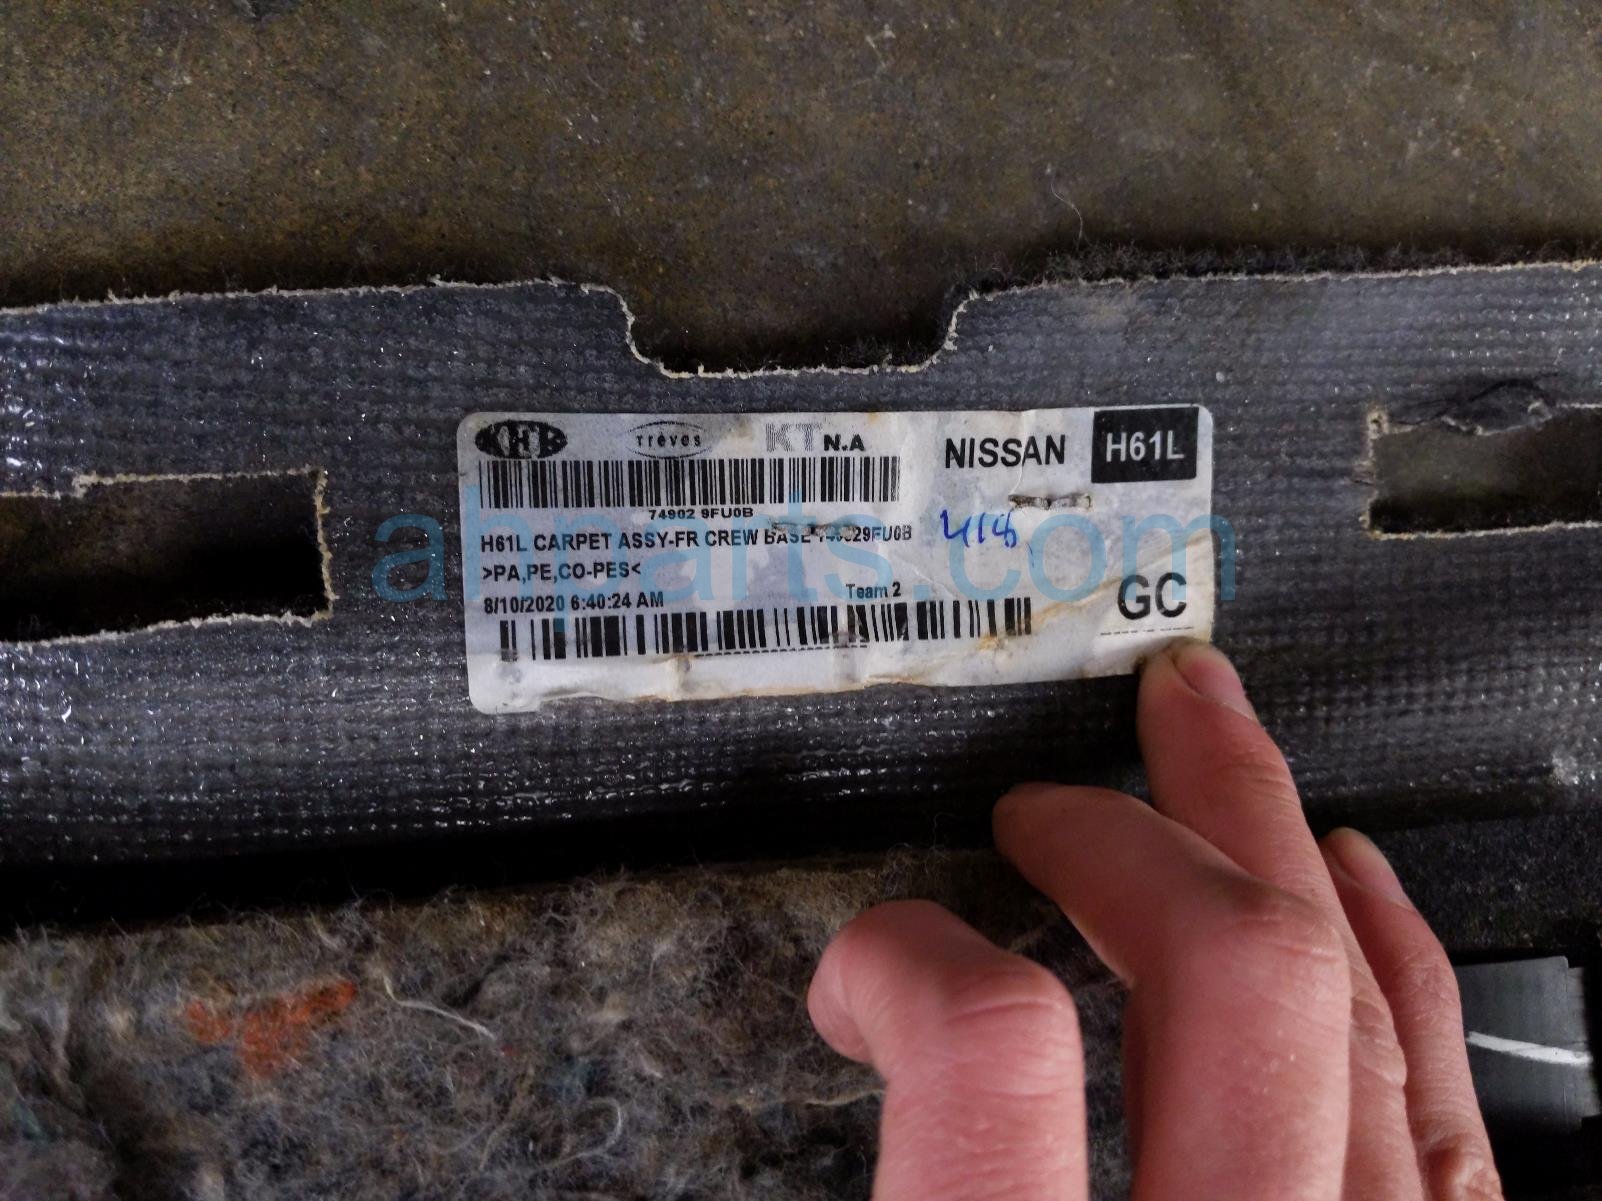 Treves KT N.A
NISSAN H61L
74902 9FU0B
H61L CARPET ASSY-FR CREW BASE
418
>PA,PE,CO-PES<
8/10/2020 6:40:24 AM Team 2
GC
ahparts.com